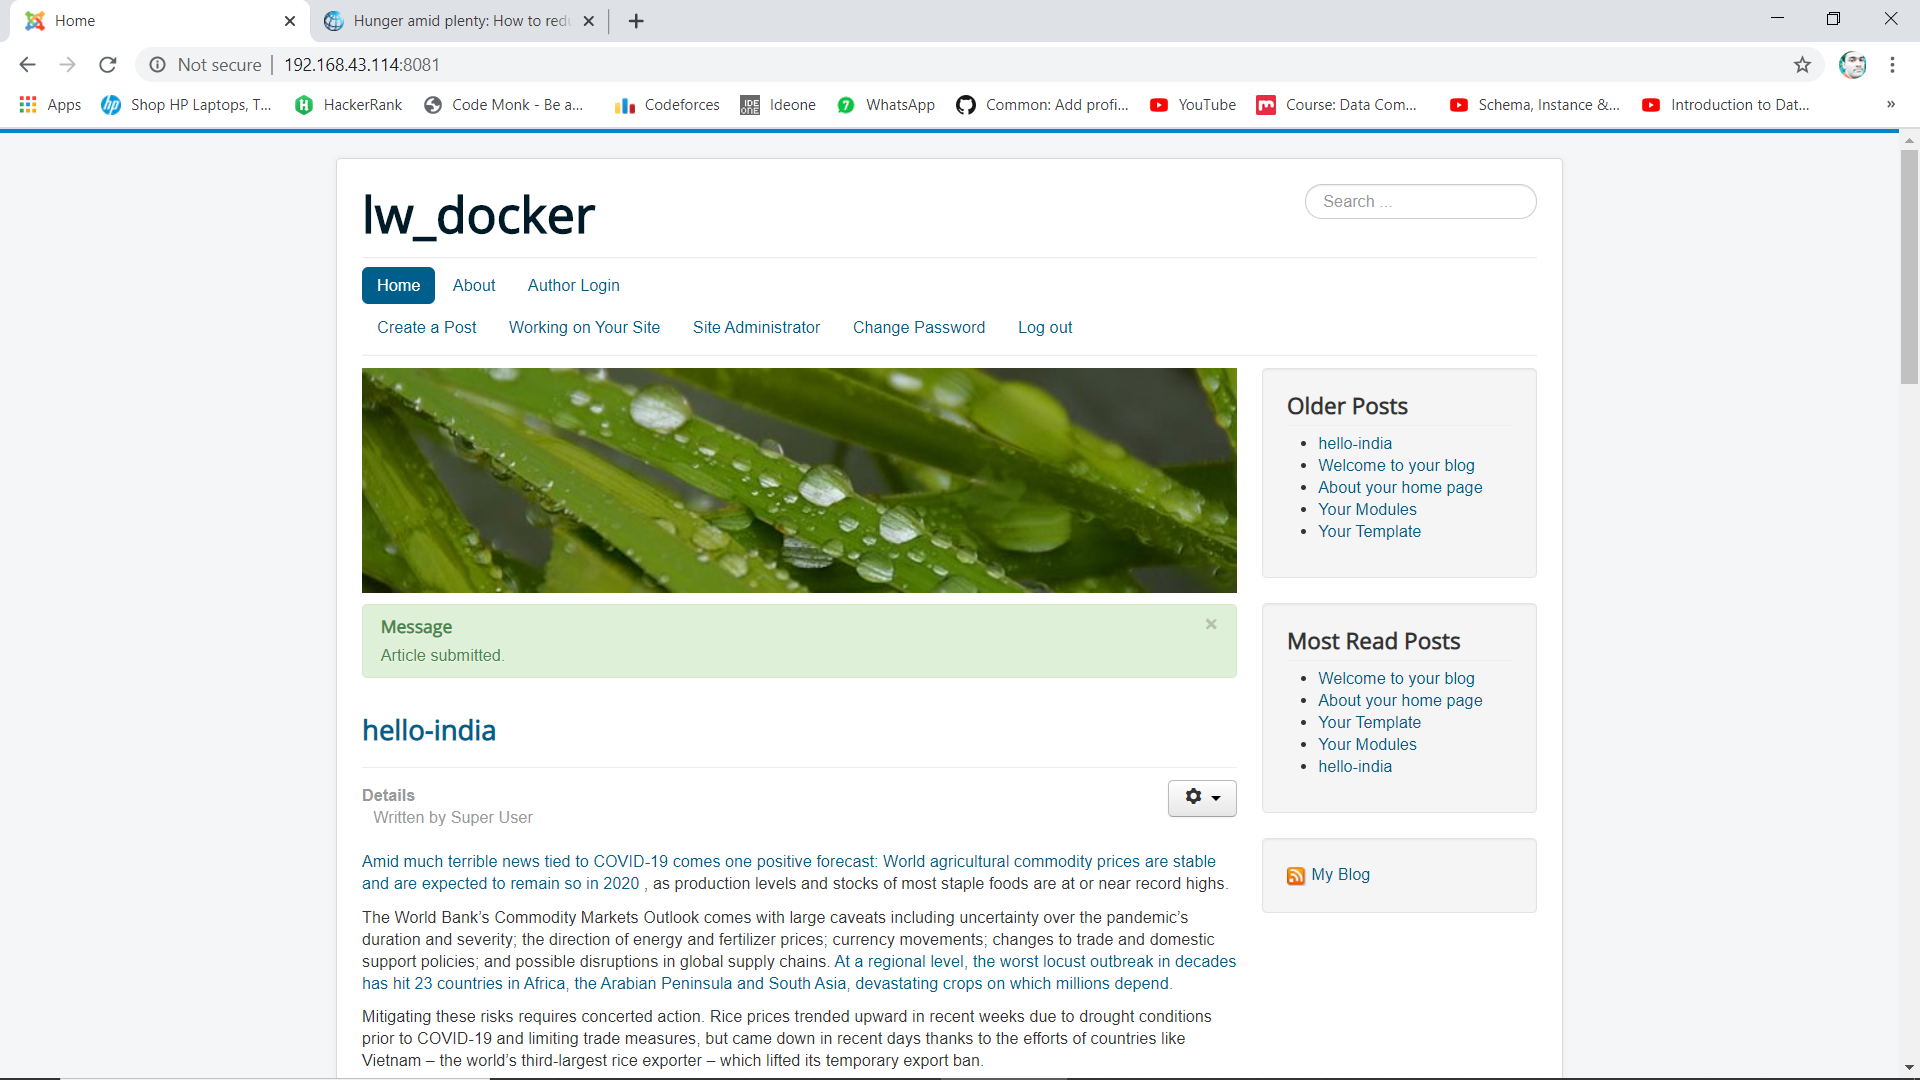 Home
Hunger amid plenty: How to redu
Not secure
192.168.43.114:8081
Apps
Shop HP Laptops, T...
HackerRank
Code Monk - Be a...
Codeforces
IDE
ONE
Ideone
7
WhatsApp
Common: Add profi...
YouTube
m
Course: Data Com...
Schema, Instance &...
Introduction to Dat...
»
lw_docker
Search ...
Home
About
Author Login
Create a Post
Working on Your Site
Site Administrator
Change Password
Log out
Message
Article submitted.
hello-india
Details
Written by Super User
Amid much terrible news tied to COVID-19 comes one positive forecast: World agricultural commodity prices are stable
and are expected to remain so in 2020 , as production levels and stocks of most staple foods are at or near record highs.
The World Bank’s Commodity Markets Outlook comes with large caveats including uncertainty over the pandemic’s
duration and severity; the direction of energy and fertilizer prices; currency movements; changes to trade and domestic
support policies; and possible disruptions in global supply chains. At a regional level, the worst locust outbreak in decades
has hit 23 countries in Africa, the Arabian Peninsula and South Asia, devastating crops on which millions depend.
Mitigating these risks requires concerted action. Rice prices trended upward in recent weeks due to drought conditions
prior to COVID-19 and limiting trade measures, but came down in recent days thanks to the efforts of countries like
Vietnam – the world’s third-largest rice exporter – which lifted its temporary export ban.
Older Posts
hello-india
Welcome to your blog
About your home page
Your Modules
Your Template
Most Read Posts
Welcome to your blog
About your home page
Your Template
Your Modules
hello-india
My Blog